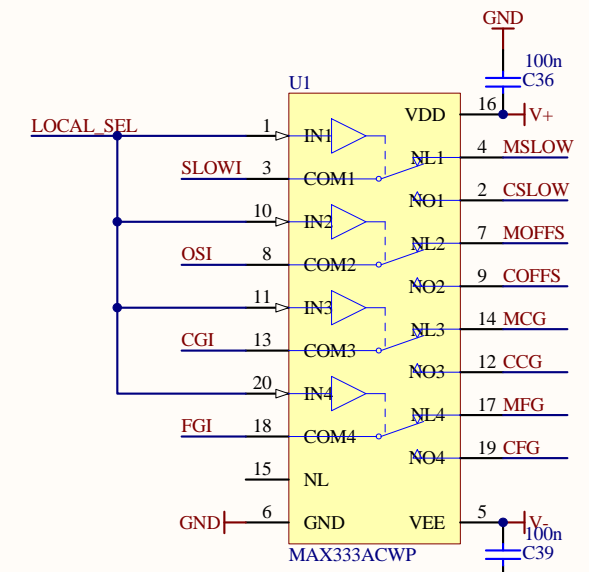 GND
100n
C36
U1
VDD 16 V+
LOCAL_SEL 1 IN1
NL1 4 MSLOW
SLOWI 3 COM1
NO1 2 CSLOW
10 IN2
NL2 7 MOFFS
OSI 8 COM2
NO2 9 COFFS
11 IN3
NL3 14 MCG
CGI 13 COM3
NO3 12 CCG
20 IN4
NL4 17 MFG
FGI 18 COM4
NO4 19 CFG
15 NL
GND 6 GND VEE 5 V-
100n
MAX333ACWP C39